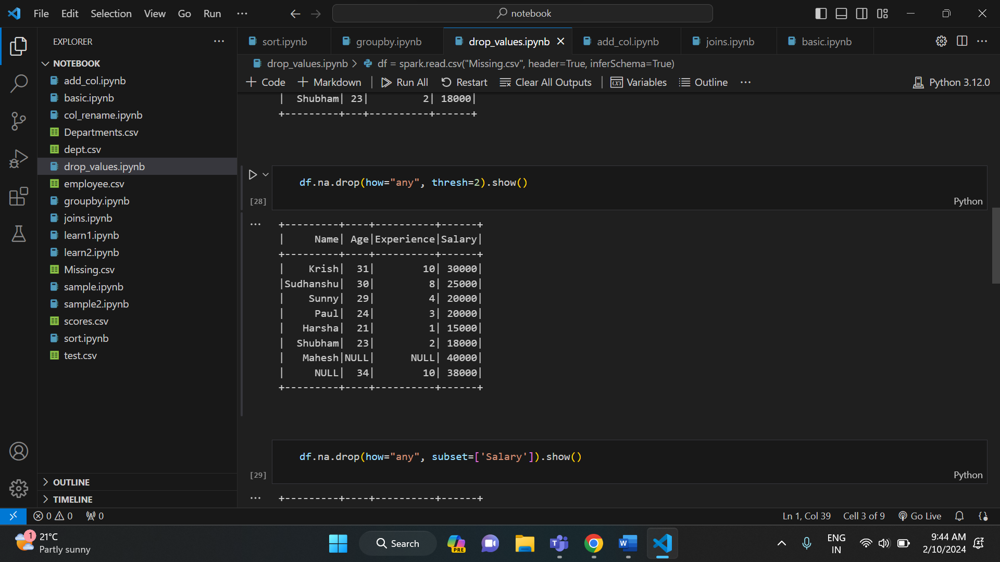 File Edit Selection View Go Run ··· notebook
EXPLORER ···
NOTEBOOK
add_col.ipynb
basic.ipynb
col_rename.ipynb
Departments.csv
dept.csv
drop_values.ipynb
employee.csv
groupby.ipynb
joins.ipynb
learn1.ipynb
learn2.ipynb
Missing.csv
sample.ipynb
sample2.ipynb
scores.csv
sort.ipynb
test.csv
OUTLINE
TIMELINE
sort.ipynb groupby.ipynb drop_values.ipynb add_col.ipynb joins.ipynb basic.ipynb ···
drop_values.ipynb > df = spark.read.csv("Missing.csv", header=True, inferSchema=True)
+ Code + Markdown | Run All Restart Clear All Outputs | Variables Outline ··· Python 3.12.0
|  Shubham| 23|         2| 18000|
+---------+---+----------+------+
df.na.drop(how="any", thresh=2).show()
[28] Python
+---------+----+----------+------+
|     Name| Age|Experience|Salary|
+---------+----+----------+------+
|    Krish|  31|        10| 30000|
|Sudhanshu|  30|         8| 25000|
|    Sunny|  29|         4| 20000|
|     Paul|  24|         3| 20000|
|   Harsha|  21|         1| 15000|
|  Shubham|  23|         2| 18000|
|   Mahesh|NULL|      NULL| 40000|
|     NULL|  34|        10| 38000|
+---------+----+----------+------+
df.na.drop(how="any", subset=['Salary']).show()
[29] Python
+---------+----+----------+------+
0 0 0 Ln 1, Col 39 Cell 3 of 9 Go Live
1 21°C
Partly sunny
Search
PRE
ENG
IN
9:44 AM
2/10/2024